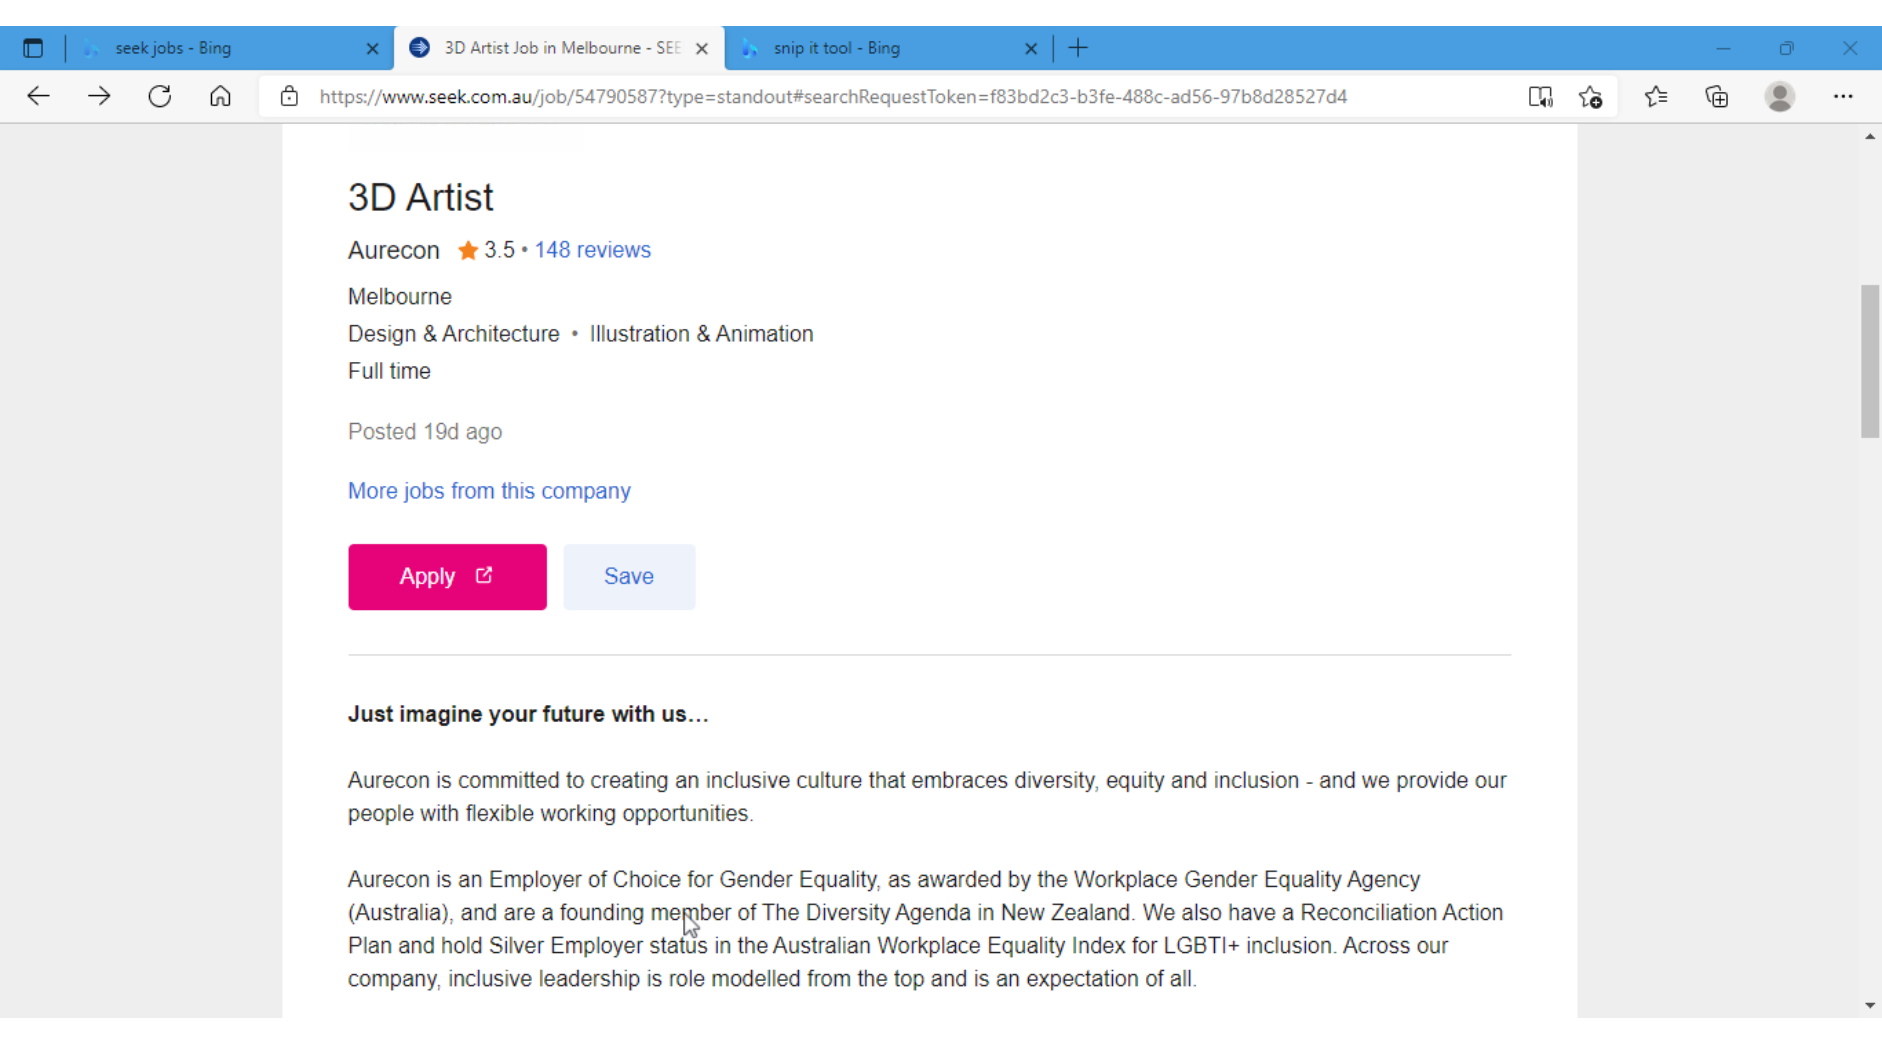 seek jobs - Bing
3D Artist Job in Melbourne - SEE
snip it tool - Bing
https://www.seek.com.au/job/54790587?type=standout#searchRequestToken=f83bd2c3-b3fe-488c-ad56-97b8d28527d4
3D Artist
Aurecon 3.5 • 148 reviews
Melbourne
Design & Architecture • Illustration & Animation
Full time
Posted 19d ago
More jobs from this company
Apply Save
Just imagine your future with us…
Aurecon is committed to creating an inclusive culture that embraces diversity, equity and inclusion - and we provide our
people with flexible working opportunities.
Aurecon is an Employer of Choice for Gender Equality, as awarded by the Workplace Gender Equality Agency
(Australia), and are a founding member of The Diversity Agenda in New Zealand. We also have a Reconciliation Action
Plan and hold Silver Employer status in the Australian Workplace Equality Index for LGBTI+ inclusion. Across our
company, inclusive leadership is role modelled from the top and is an expectation of all.